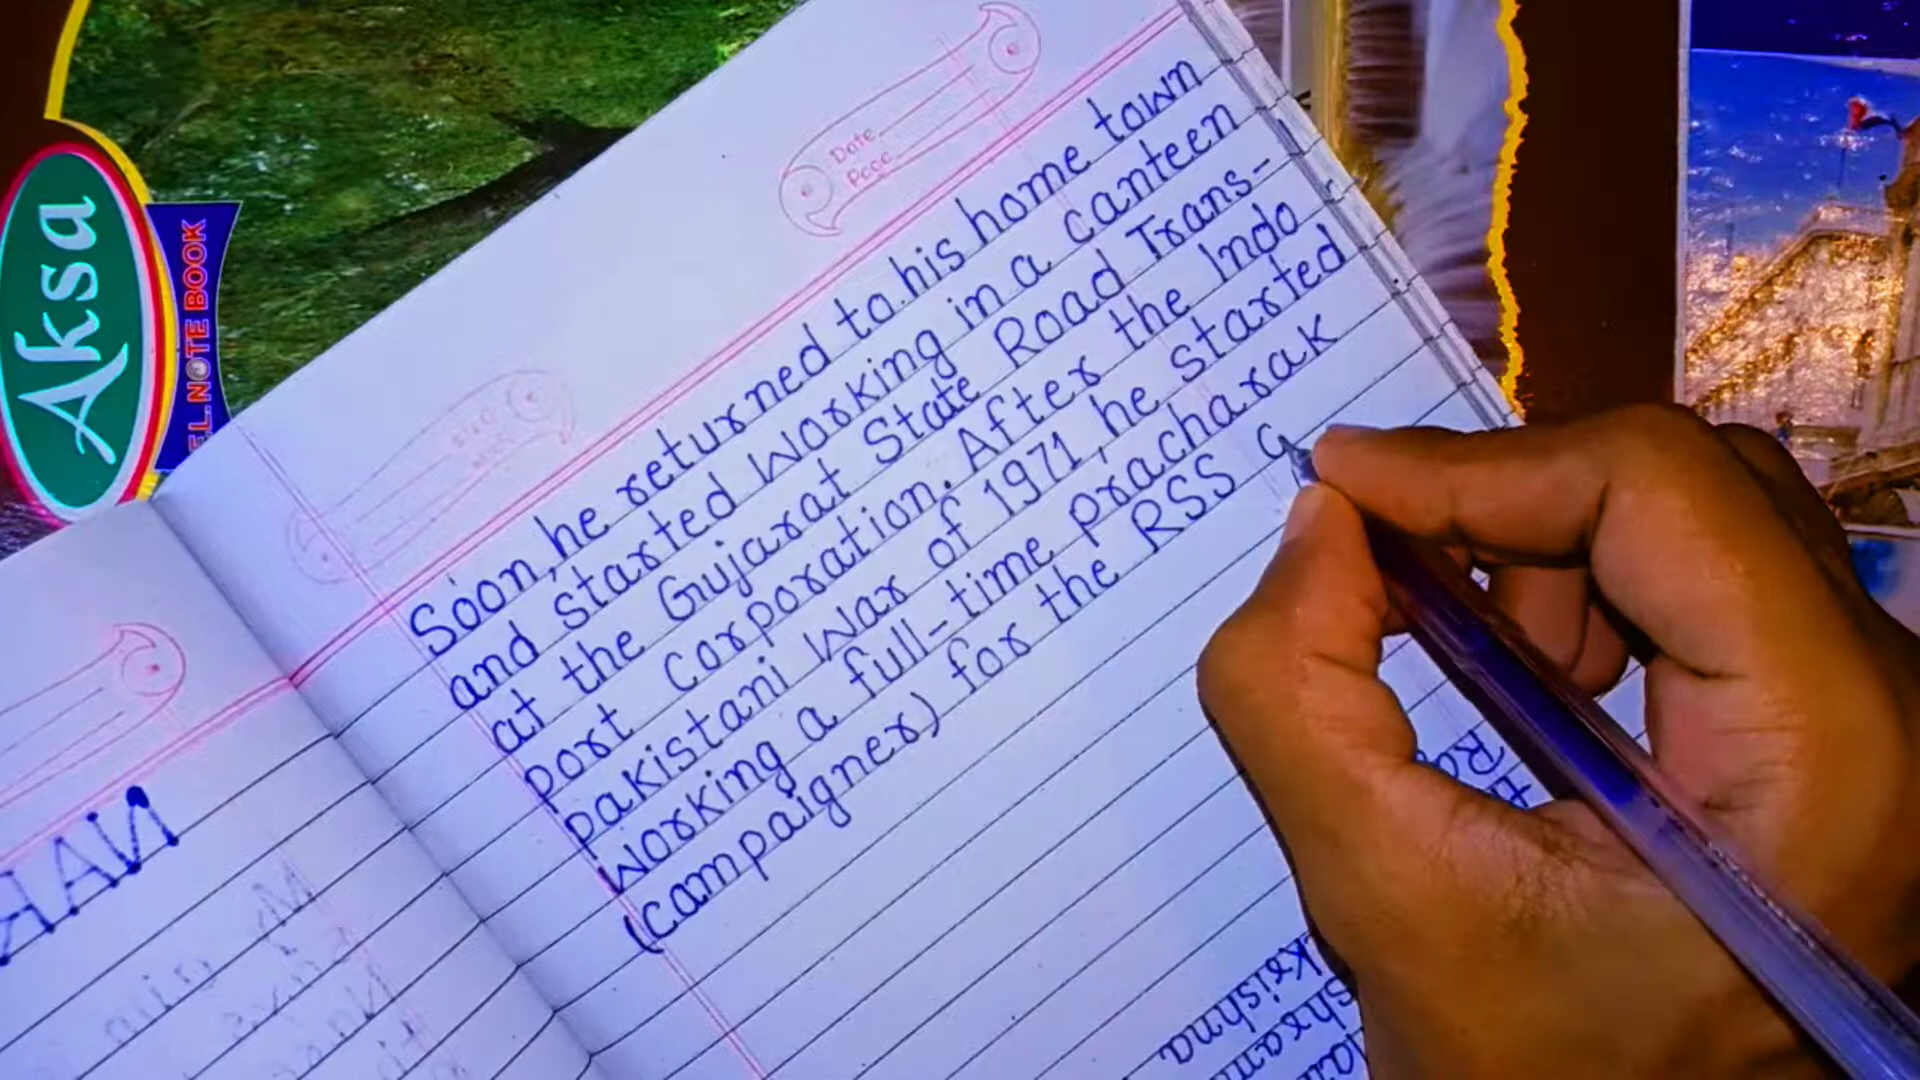 Aksa
E.L. NOTE BOOK
Date
Page
Soon, he returned to his home town
and started working in a canteen
at the Gujarat State Road Trans-
port corporation. After the Indo
pakistani war of 1971, he started
working a full-time pracharak
(campaigner) for the RSS a
krishna